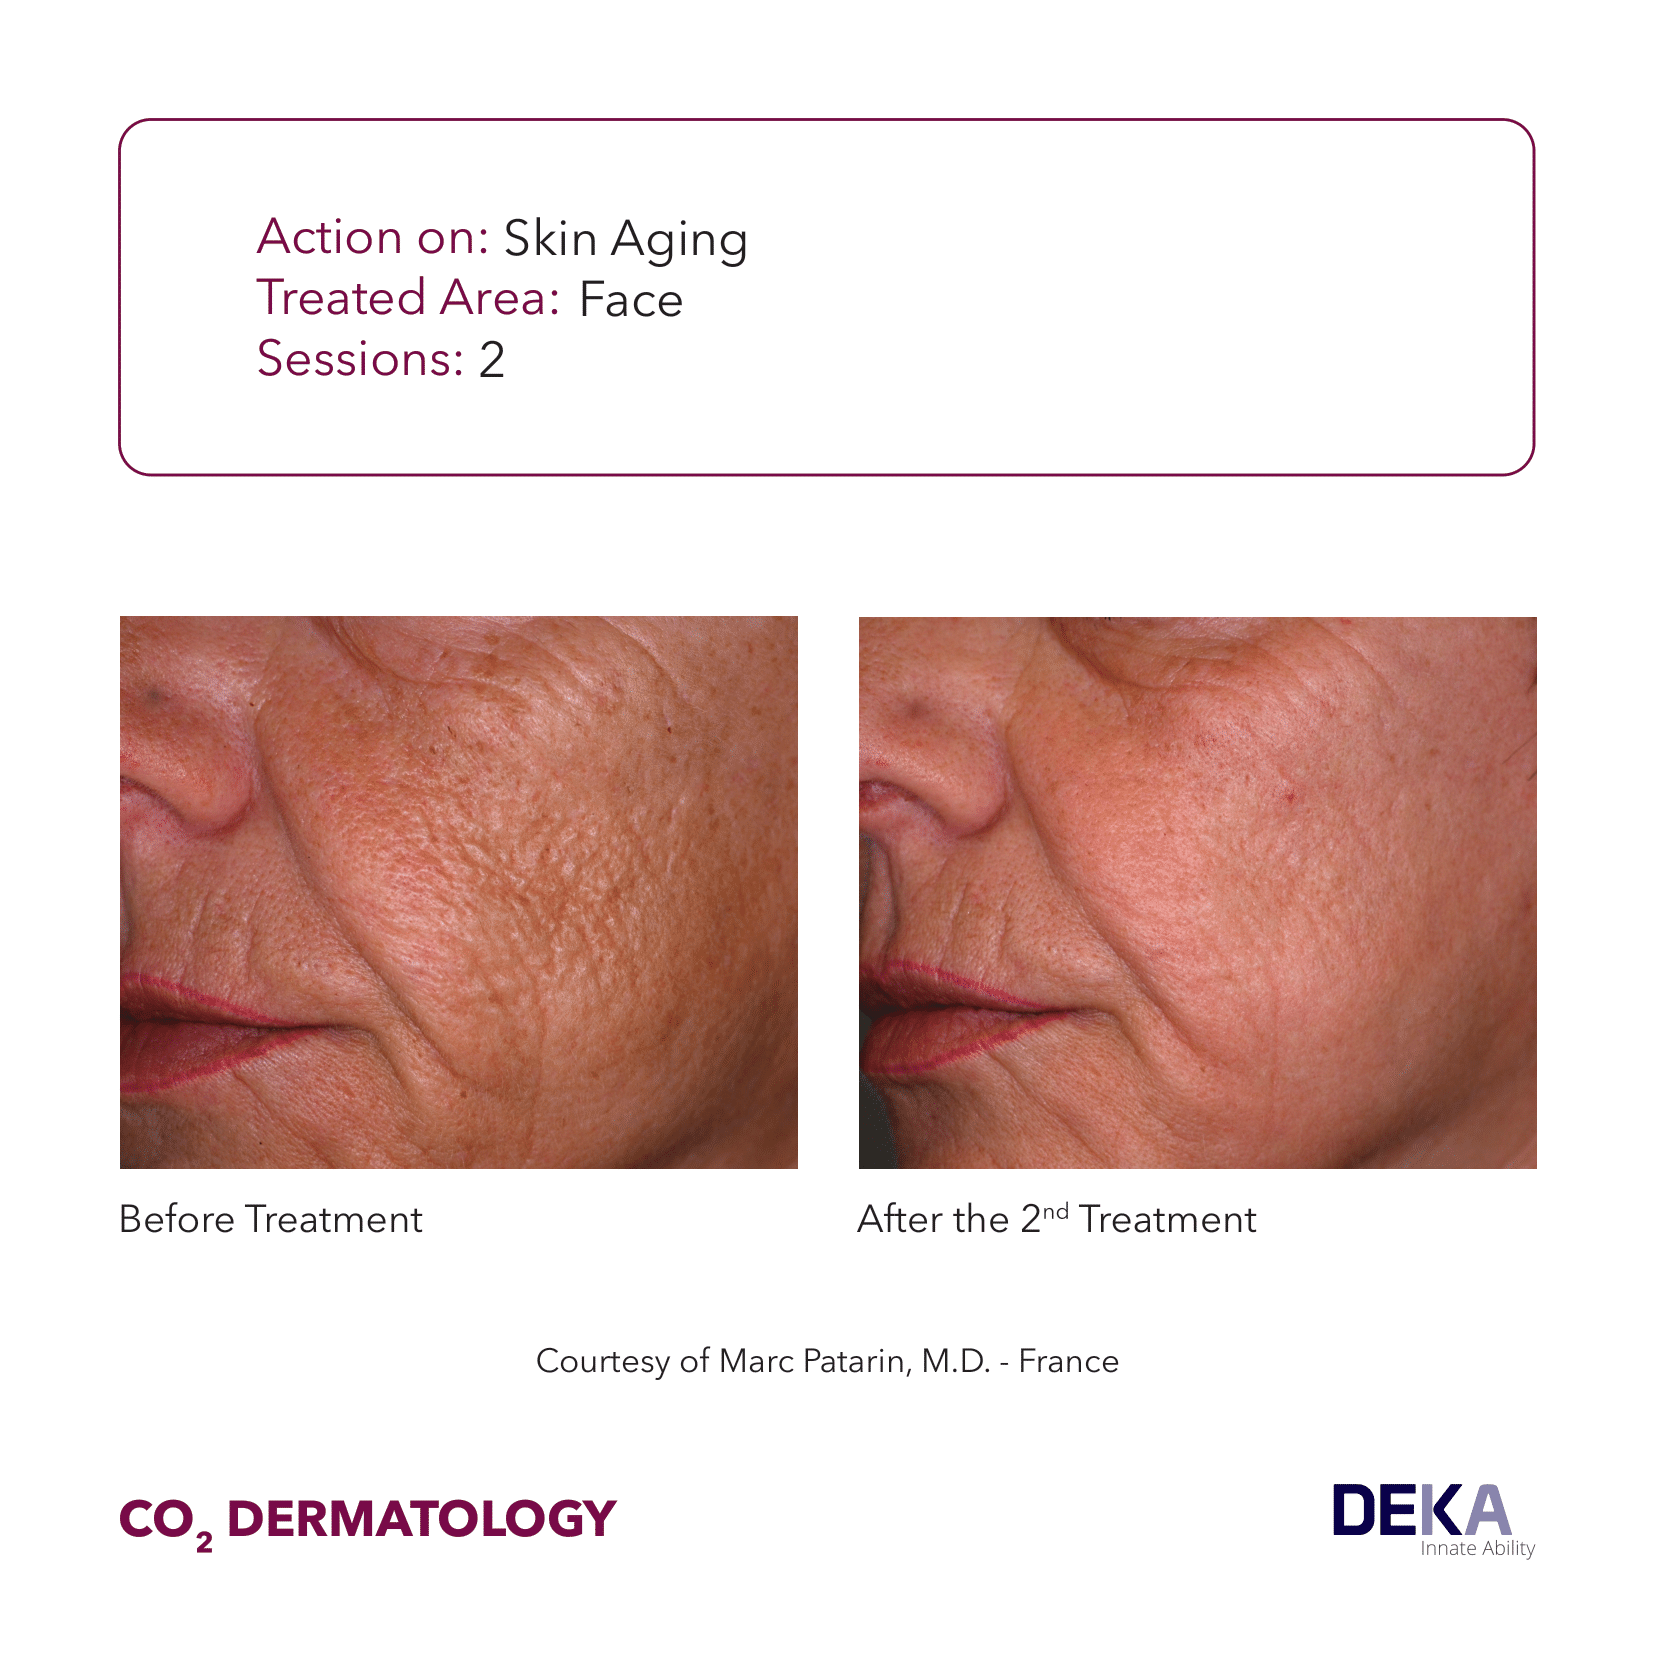 Action on: Skin Aging
Treated Area: Face
Sessions: 2
Before Treatment
After the 2nd Treatment
Courtesy of Marc Patarin, M.D. - France
CO2 DERMATOLOGY
DEKA
Innate Ability